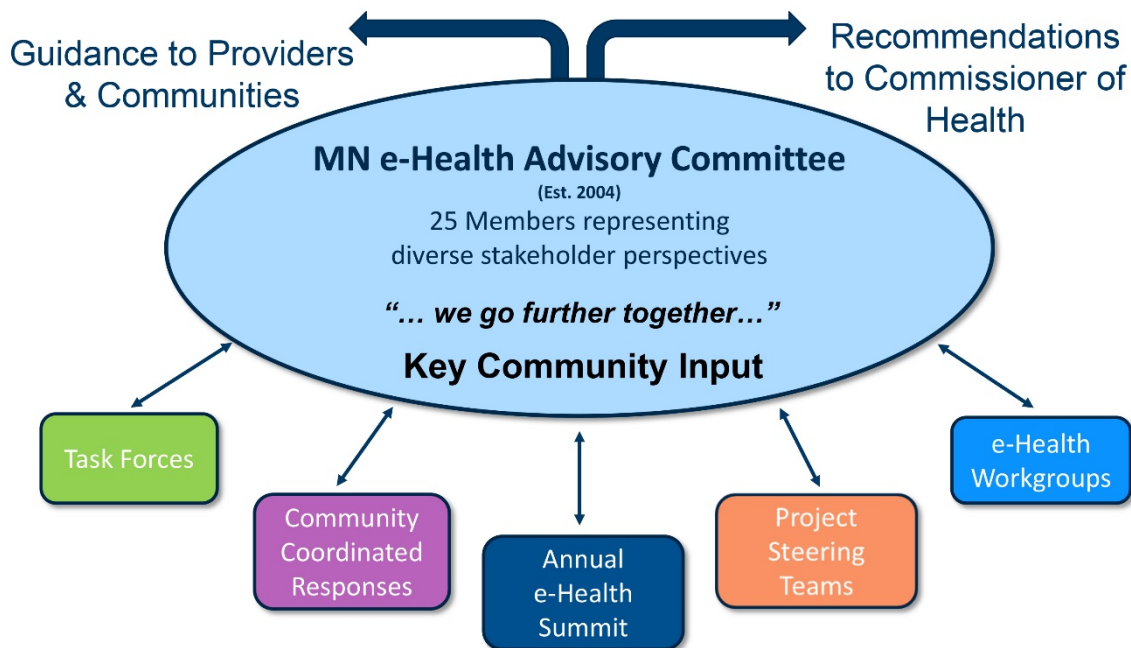 Guidance to Providers
& Communities
Recommendations
to Commissioner of
Health
MN e-Health Advisory Committee
(Est. 2004)
25 Members representing
diverse stakeholder perspectives
“… we go further together…”
Key Community Input
Task Forces
Community
Coordinated
Responses
Annual
e-Health
Summit
Project
Steering
Teams
e-Health
Workgroups